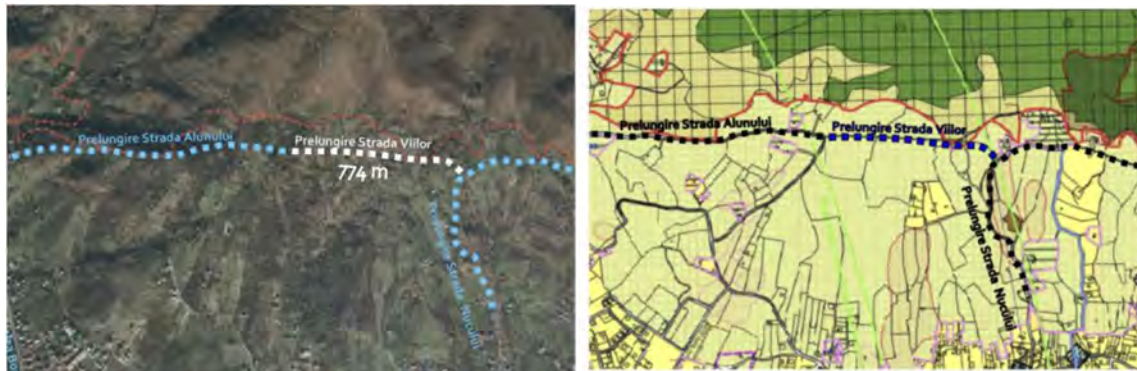 Prelungire Strada Alunului
Prelungire Strada Viilor
774 m
Prelungire Strada Nucului
Prelungire Strada Alunului
Prelungire Strada Viilor
Prelungire Strada Nucului